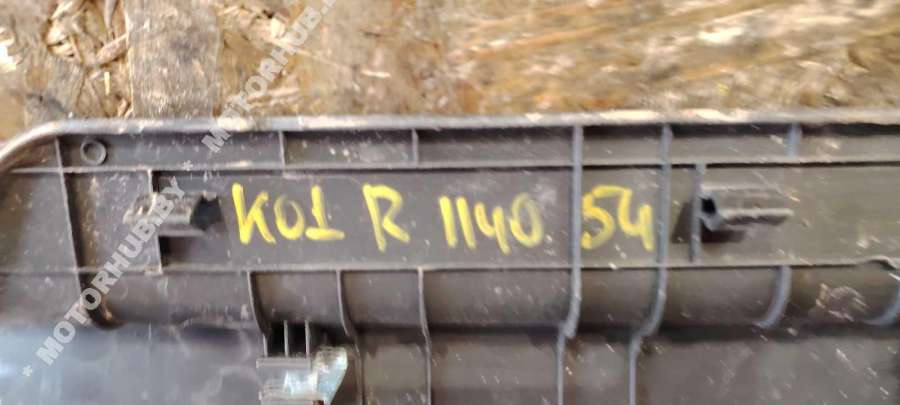 K01 R 1140 54
* MOTORHUB.BY * MOTORHUB.BY